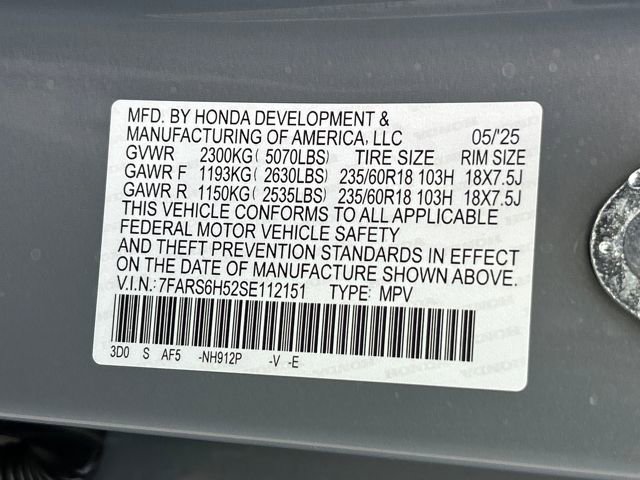 MFD. BY HONDA DEVELOPMENT &
MANUFACTURING OF AMERICA, LLC 05/'25
GVWR 2300KG( 5070LBS) TIRE SIZE RIM SIZE
GAWR F 1193KG( 2630LBS) 235/60R18 103H 18X7.5J
GAWR R 1150KG( 2535LBS) 235/60R18 103H 18X7.5J
THIS VEHICLE CONFORMS TO ALL APPLICABLE
FEDERAL MOTOR VEHICLE SAFETY
AND THEFT PREVENTION STANDARDS IN EFFECT
ON THE DATE OF MANUFACTURE SHOWN ABOVE.
V.I.N.: 7FARS6H52SE112151 TYPE: MPV
3D0 S AF5 -NH912P -V -E